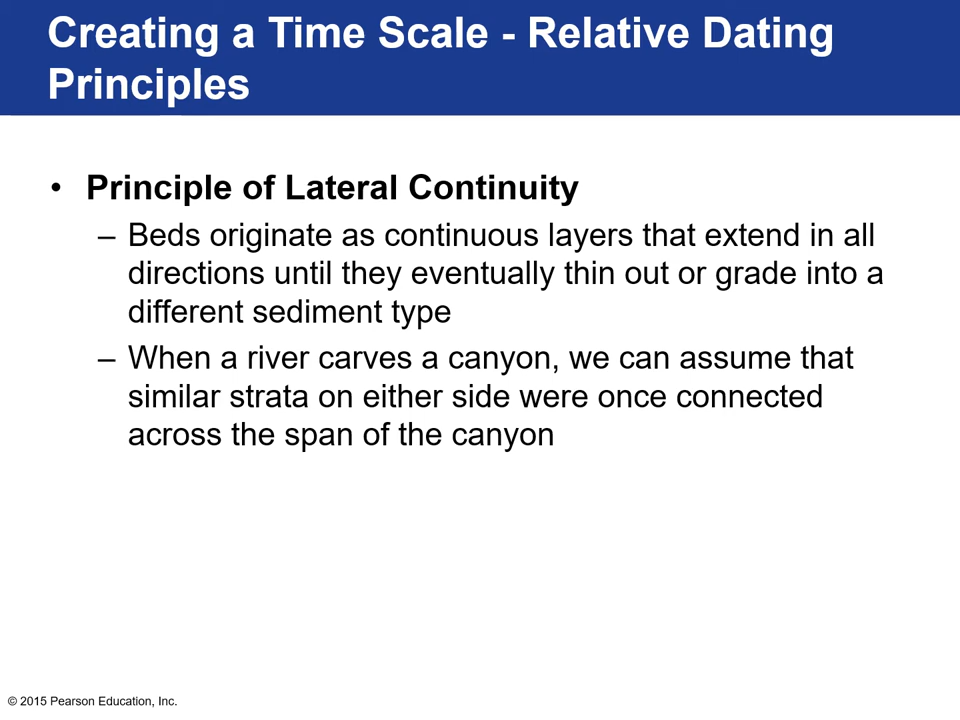 Creating a Time Scale - Relative Dating
Principles
• Principle of Lateral Continuity
– Beds originate as continuous layers that extend in all
directions until they eventually thin out or grade into a
different sediment type
– When a river carves a canyon, we can assume that
similar strata on either side were once connected
across the span of the canyon
© 2015 Pearson Education, Inc.